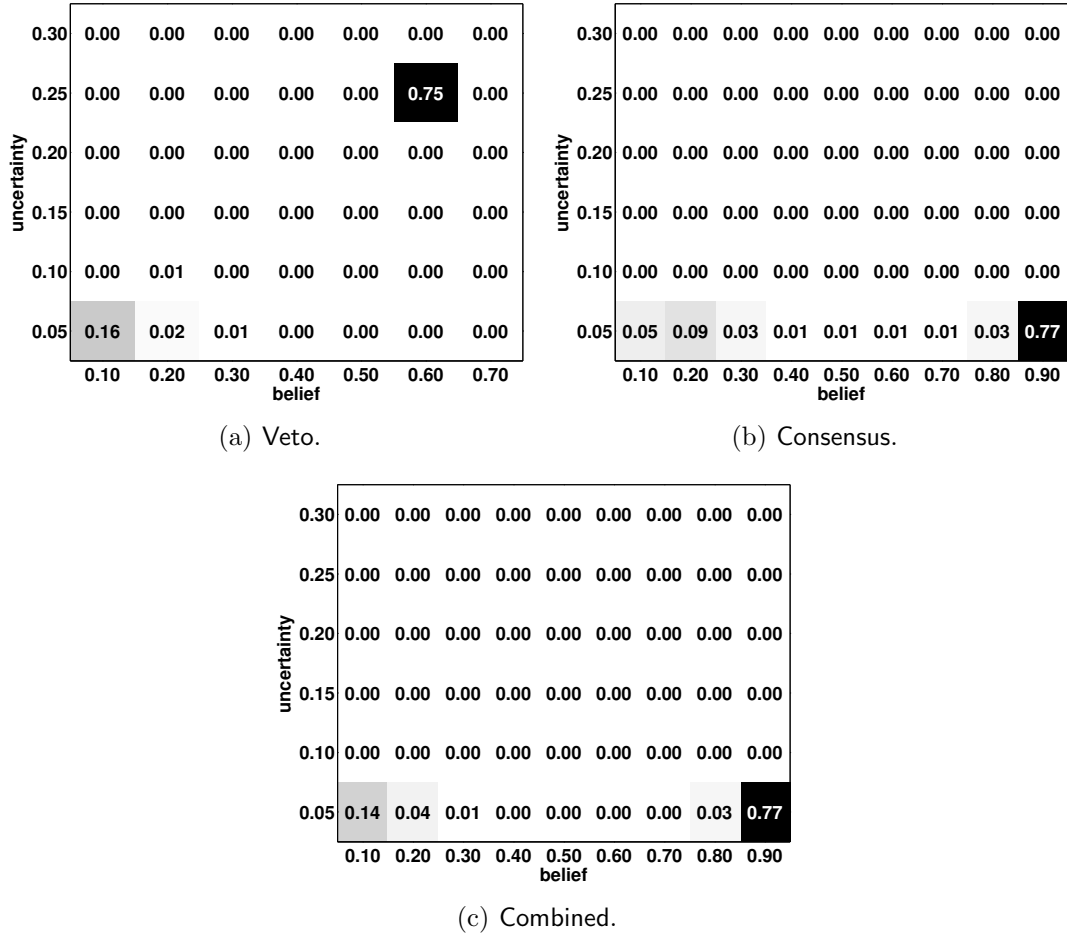 0.30 0.00 0.00 0.00 0.00 0.00 0.00 0.00
0.25 0.00 0.00 0.00 0.00 0.00 0.75 0.00
0.20 0.00 0.00 0.00 0.00 0.00 0.00 0.00
0.15 0.00 0.00 0.00 0.00 0.00 0.00 0.00
0.10 0.00 0.01 0.00 0.00 0.00 0.00 0.00
0.05 0.16 0.02 0.01 0.00 0.00 0.00 0.00
0.10 0.20 0.30 0.40 0.50 0.60 0.70
uncertainty
belief
(a) Veto.
0.30 0.00 0.00 0.00 0.00 0.00 0.00 0.00 0.00 0.00
0.25 0.00 0.00 0.00 0.00 0.00 0.00 0.00 0.00 0.00
0.20 0.00 0.00 0.00 0.00 0.00 0.00 0.00 0.00 0.00
0.15 0.00 0.00 0.00 0.00 0.00 0.00 0.00 0.00 0.00
0.10 0.00 0.00 0.00 0.00 0.00 0.00 0.00 0.00 0.00
0.05 0.05 0.09 0.03 0.01 0.01 0.01 0.01 0.03 0.77
0.10 0.20 0.30 0.40 0.50 0.60 0.70 0.80 0.90
uncertainty
belief
(b) Consensus.
0.30 0.00 0.00 0.00 0.00 0.00 0.00 0.00 0.00 0.00
0.25 0.00 0.00 0.00 0.00 0.00 0.00 0.00 0.00 0.00
0.20 0.00 0.00 0.00 0.00 0.00 0.00 0.00 0.00 0.00
0.15 0.00 0.00 0.00 0.00 0.00 0.00 0.00 0.00 0.00
0.10 0.00 0.00 0.00 0.00 0.00 0.00 0.00 0.00 0.00
0.05 0.14 0.04 0.01 0.00 0.00 0.00 0.00 0.03 0.77
0.10 0.20 0.30 0.40 0.50 0.60 0.70 0.80 0.90
uncertainty
belief
(c) Combined.